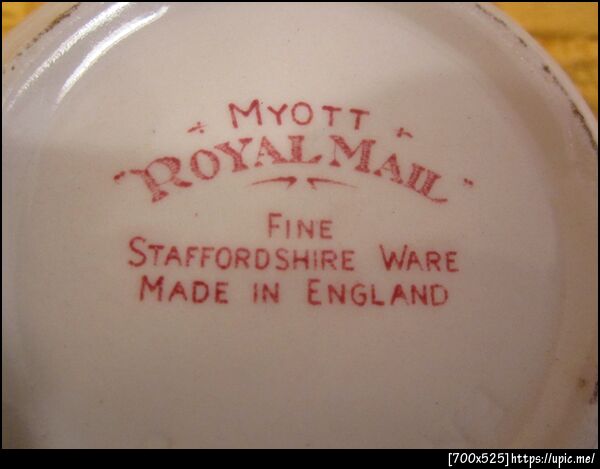 MYOTT
"ROYAL MAIL"
FINE
STAFFORDSHIRE WARE
MADE IN ENGLAND
[700x525]https://upic.me/